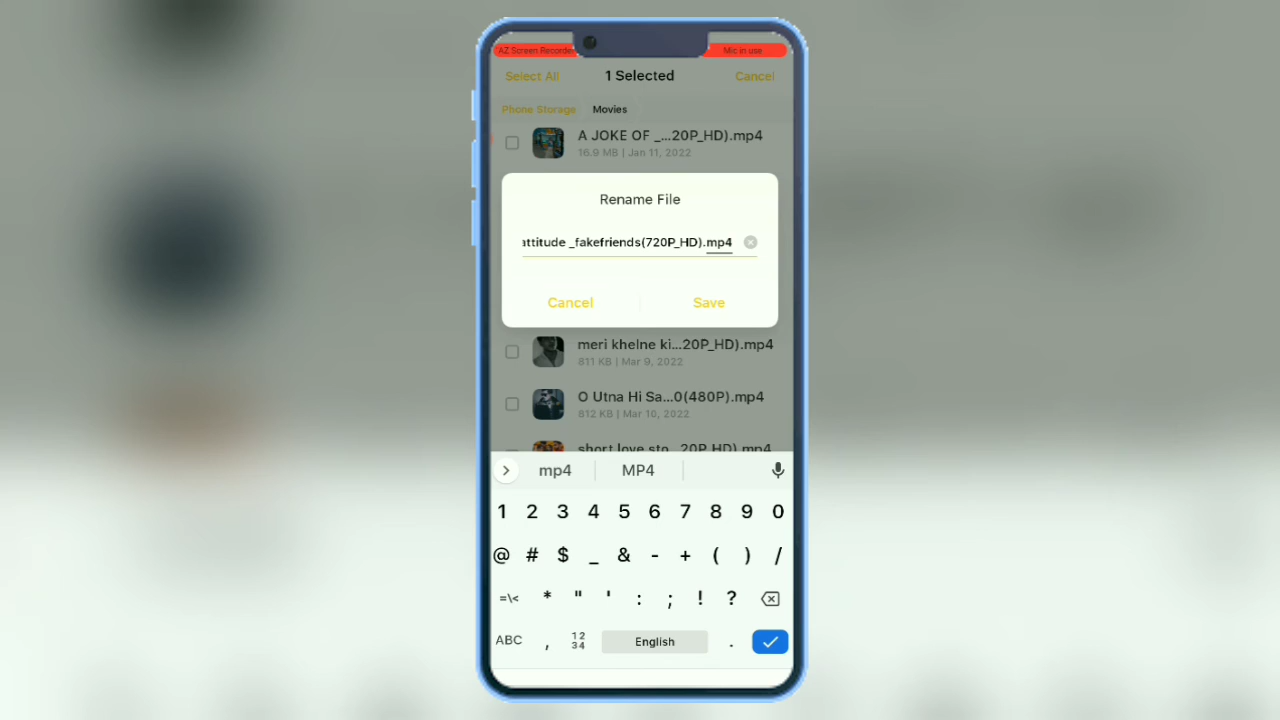 AZ Screen Recorder
Mic in use
Select All 1 Selected Cancel
Phone Storage Movies
A JOKE OF _...20P_HD).mp4
16.9 MB | Jan 11, 2022
Rename File
attitude _fakefriends(720P_HD).mp4
Cancel Save
meri khelne ki...20P_HD).mp4
811 KB | Mar 9, 2022
O Utna Hi Sa...0(480P).mp4
812 KB | Mar 10, 2022
short love sto...20P_HD).mp4
mp4 MP4
1 2 3 4 5 6 7 8 9 0
@ # $ _ & - + ( ) /
=\< * " ' : ; ! ?
ABC , 12 34 English .